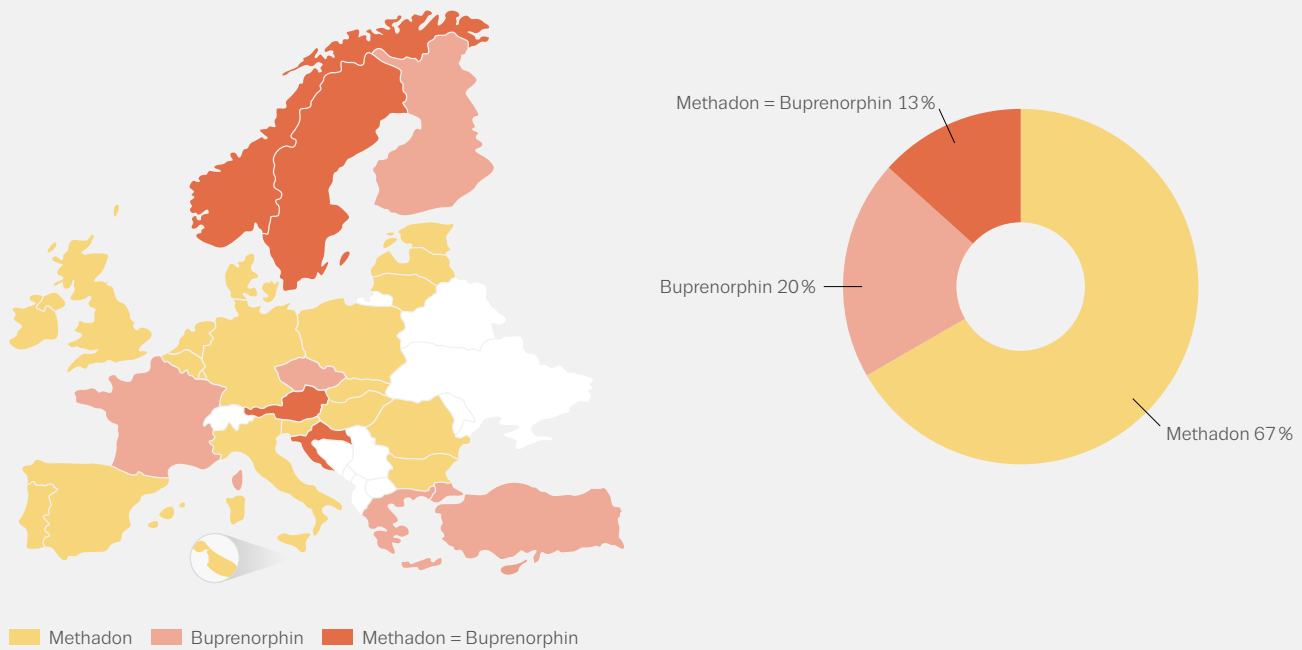 Methadon = Buprenorphin 13 %
Buprenorphin 20 %
Methadon 67 %
Methadon
Buprenorphin
Methadon = Buprenorphin